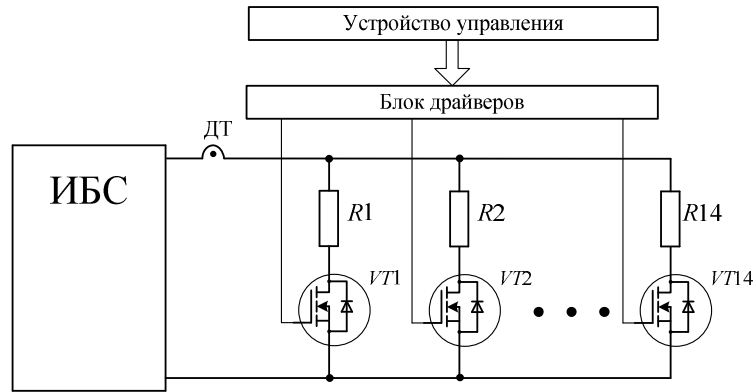 Устройство управления
Блок драйверов
ДТ
ИБС
R1
R2
R14
VT1
VT2
VT14